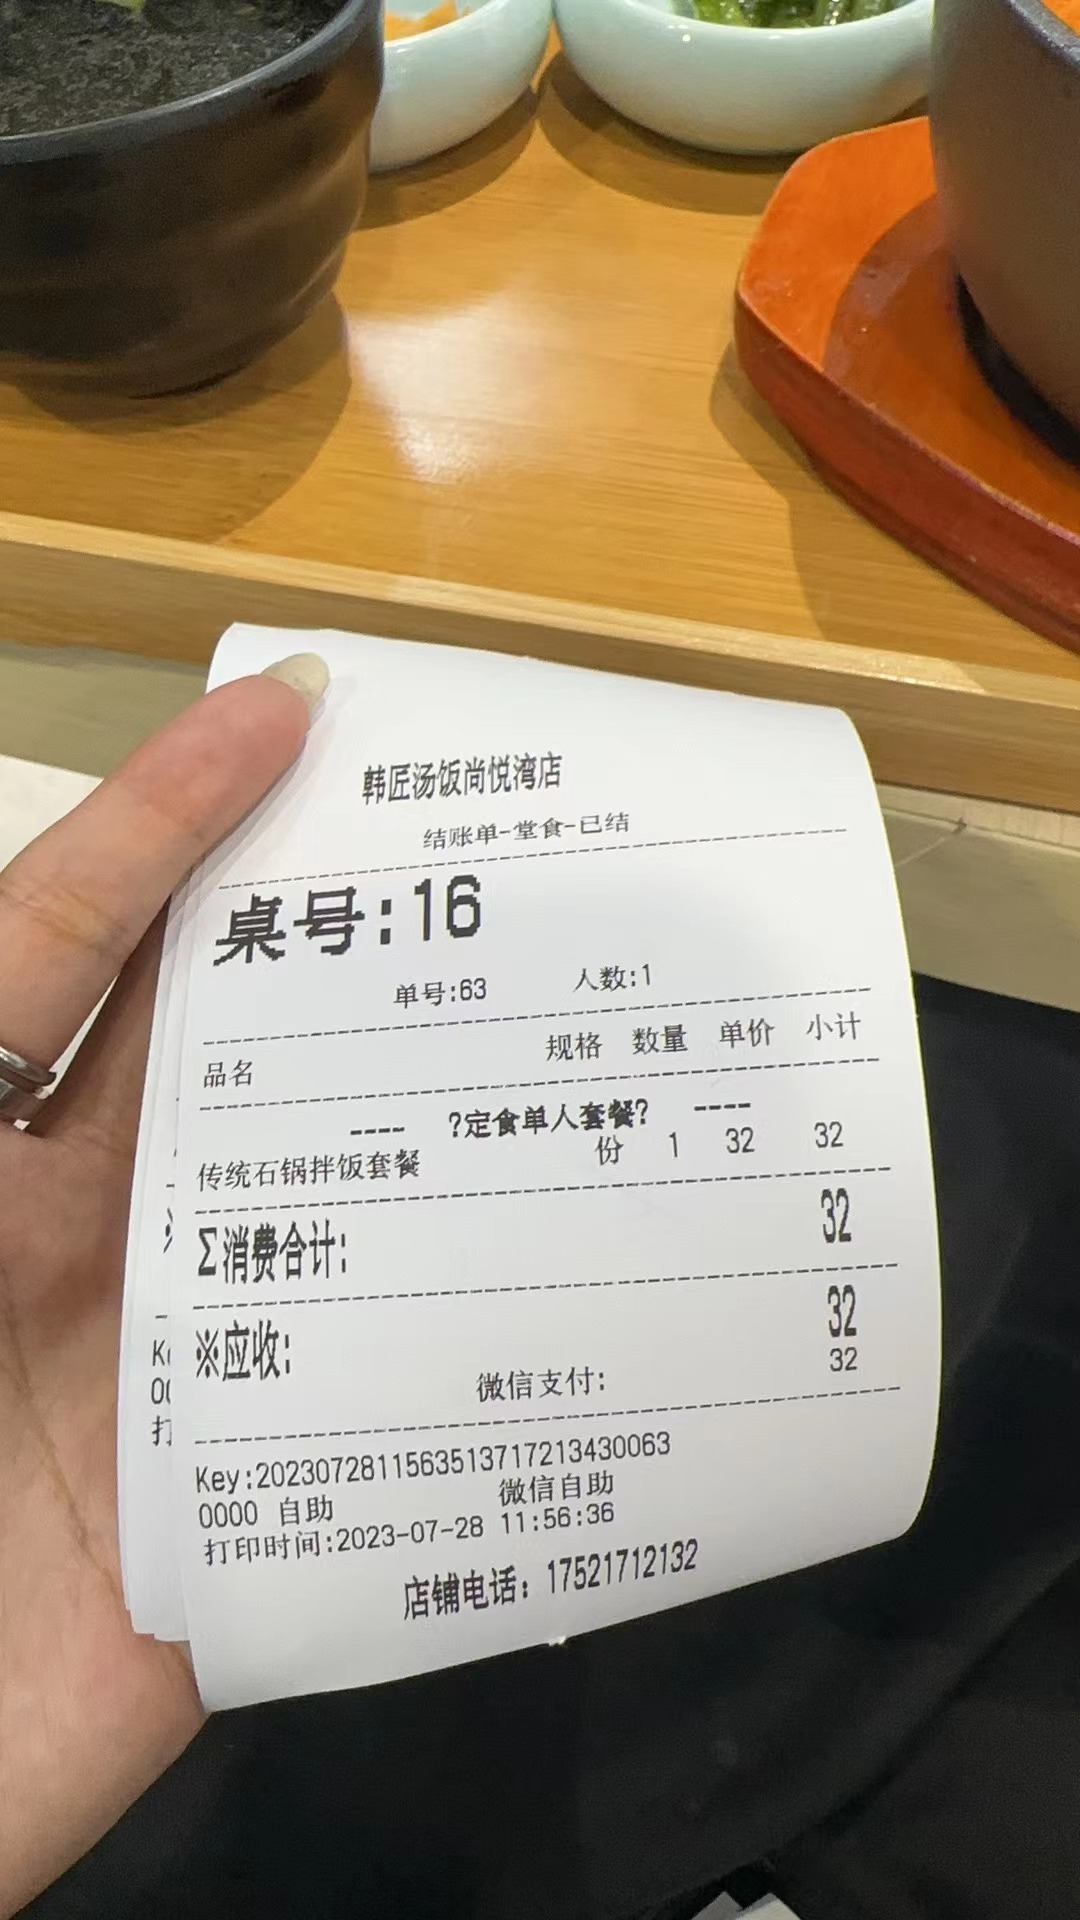 韩匠汤饭尚悦湾店
结账单-堂食-已结
桌号:16
单号:63 人数:1
品名 规格 数量 单价 小计
---- ?定食单人套餐? ----
传统石锅拌饭套餐 份 1 32 32
Σ消费合计: 32
※应收: 32
微信支付: 32
Key:2023072811563513717213430063
0000 自助 微信自助
打印时间:2023-07-28 11:56:36
店铺电话：17521712132